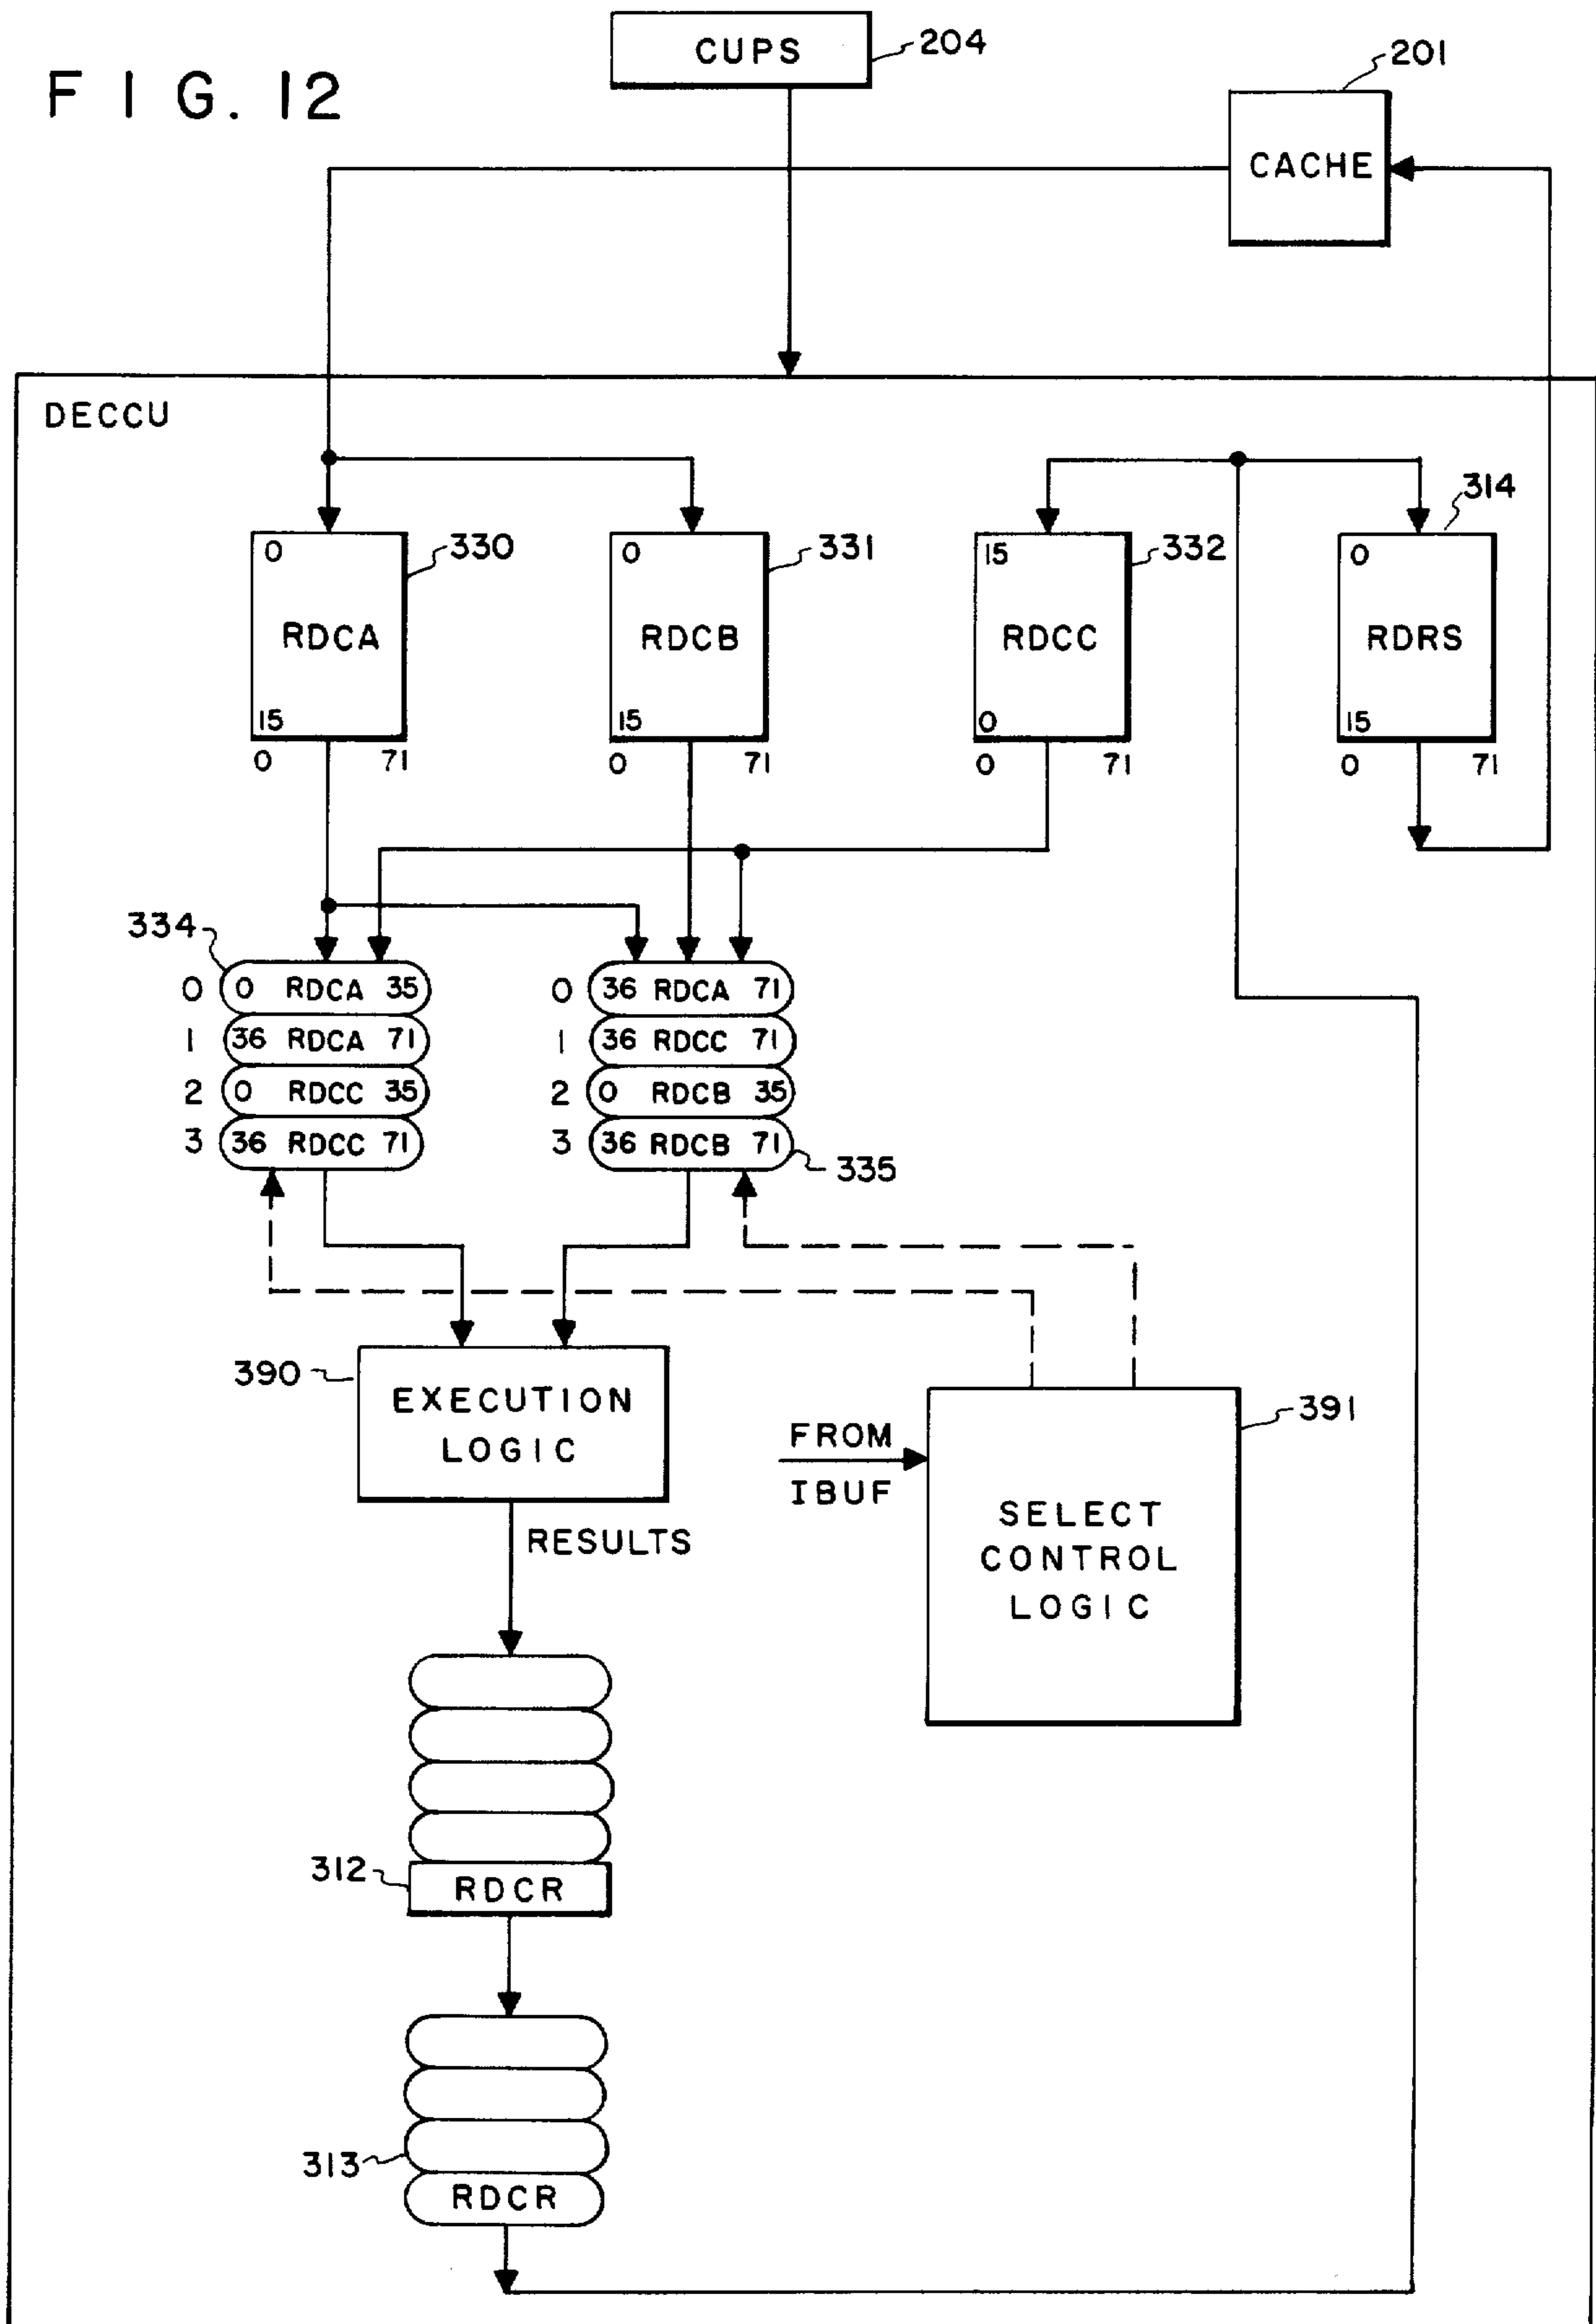 FIG. 12
CUPS
204
201
CACHE
DECCU
314
0
330
0
331
15
332
0
RDCA
RDCB
RDCC
RDRS
15
15
0
15
0 71
0 71
0 71
0 71
334
0
0 RDCA 35
0
36 RDCA 71
1
36 RDCA 71
1
36 RDCC 71
2
0 RDCC 35
2
0 RDCB 35
3
36 RDCC 71
3
36 RDCB 71
335
390
EXECUTION
LOGIC
391
FROM
IBUF
SELECT
CONTROL
LOGIC
RESULTS
312
RDCR
313
RDCR